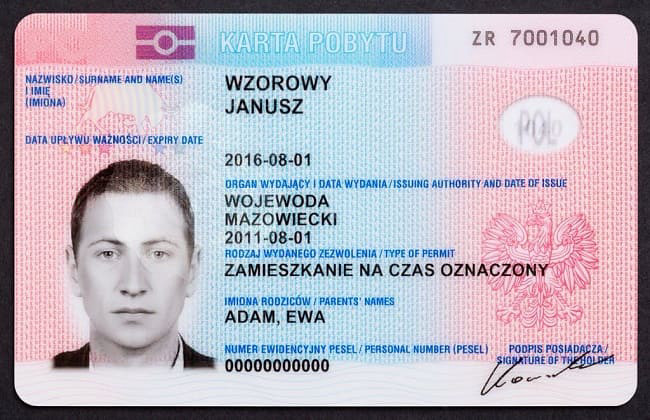 KARTA POBYTU
ZR 7001040
NAZWISKO / SURNAME AND NAME(S)
I IMIĘ
(IMIONA)
WZOROWY
JANUSZ
POL
DATA UPŁYWU WAŻNOŚCI / EXPIRY DATE
2016-08-01
ORGAN WYDAJĄCY I DATA WYDANIA / ISSUING AUTHORITY AND DATE OF ISSUE
WOJEWODA
MAZOWIECKI
2011-08-01
RODZAJ WYDANEGO ZEZWOLENIA / TYPE OF PERMIT
ZAMIESZKANIE NA CZAS OZNACZONY
IMIONA RODZICÓW / PARENTS' NAMES
ADAM, EWA
NUMER EWIDENCYJNY PESEL / PERSONAL NUMBER (PESEL)
00000000000
PODPIS POSIADACZA /
SIGNATURE OF THE HOLDER